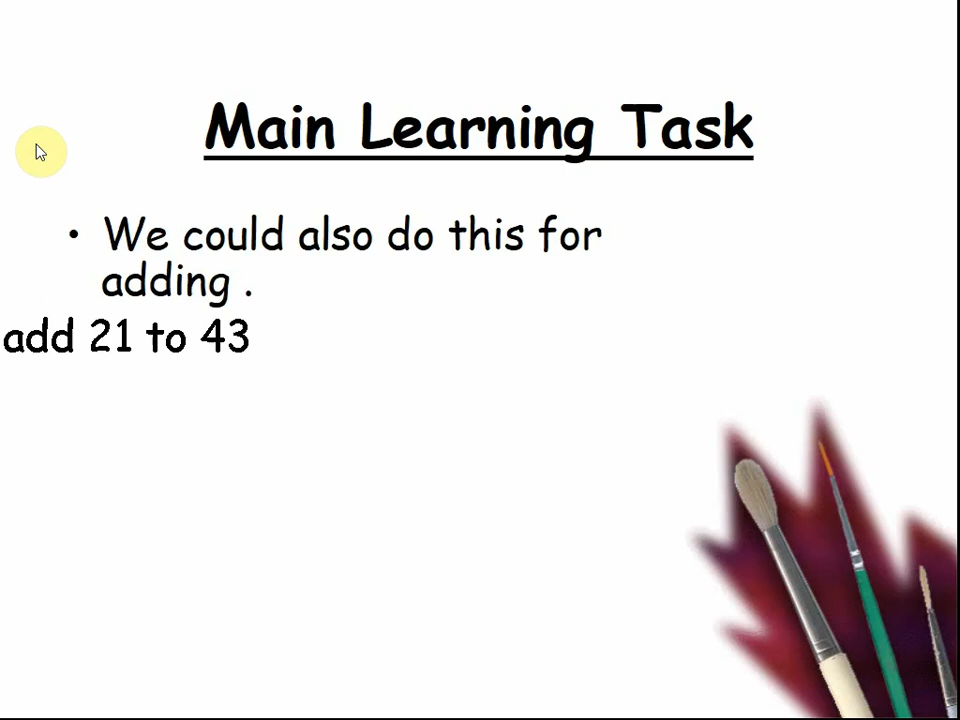 Main Learning Task
• We could also do this for
adding .
add 21 to 43